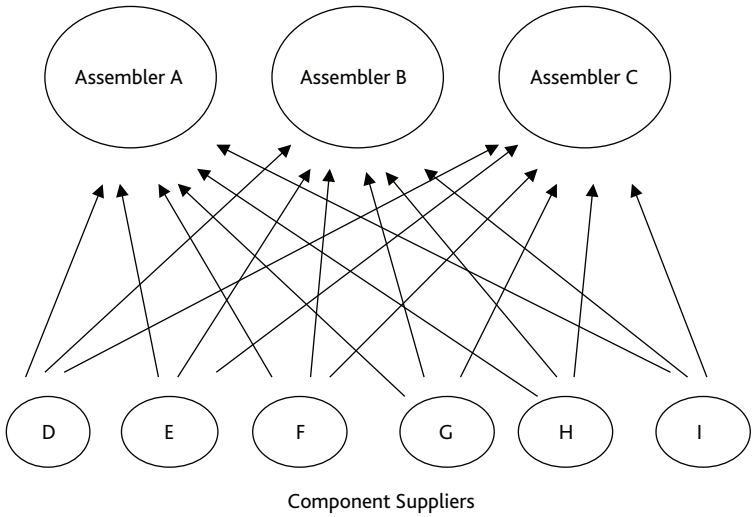 Assembler A
Assembler B
Assembler C
D
E
F
G
H
I
Component Suppliers